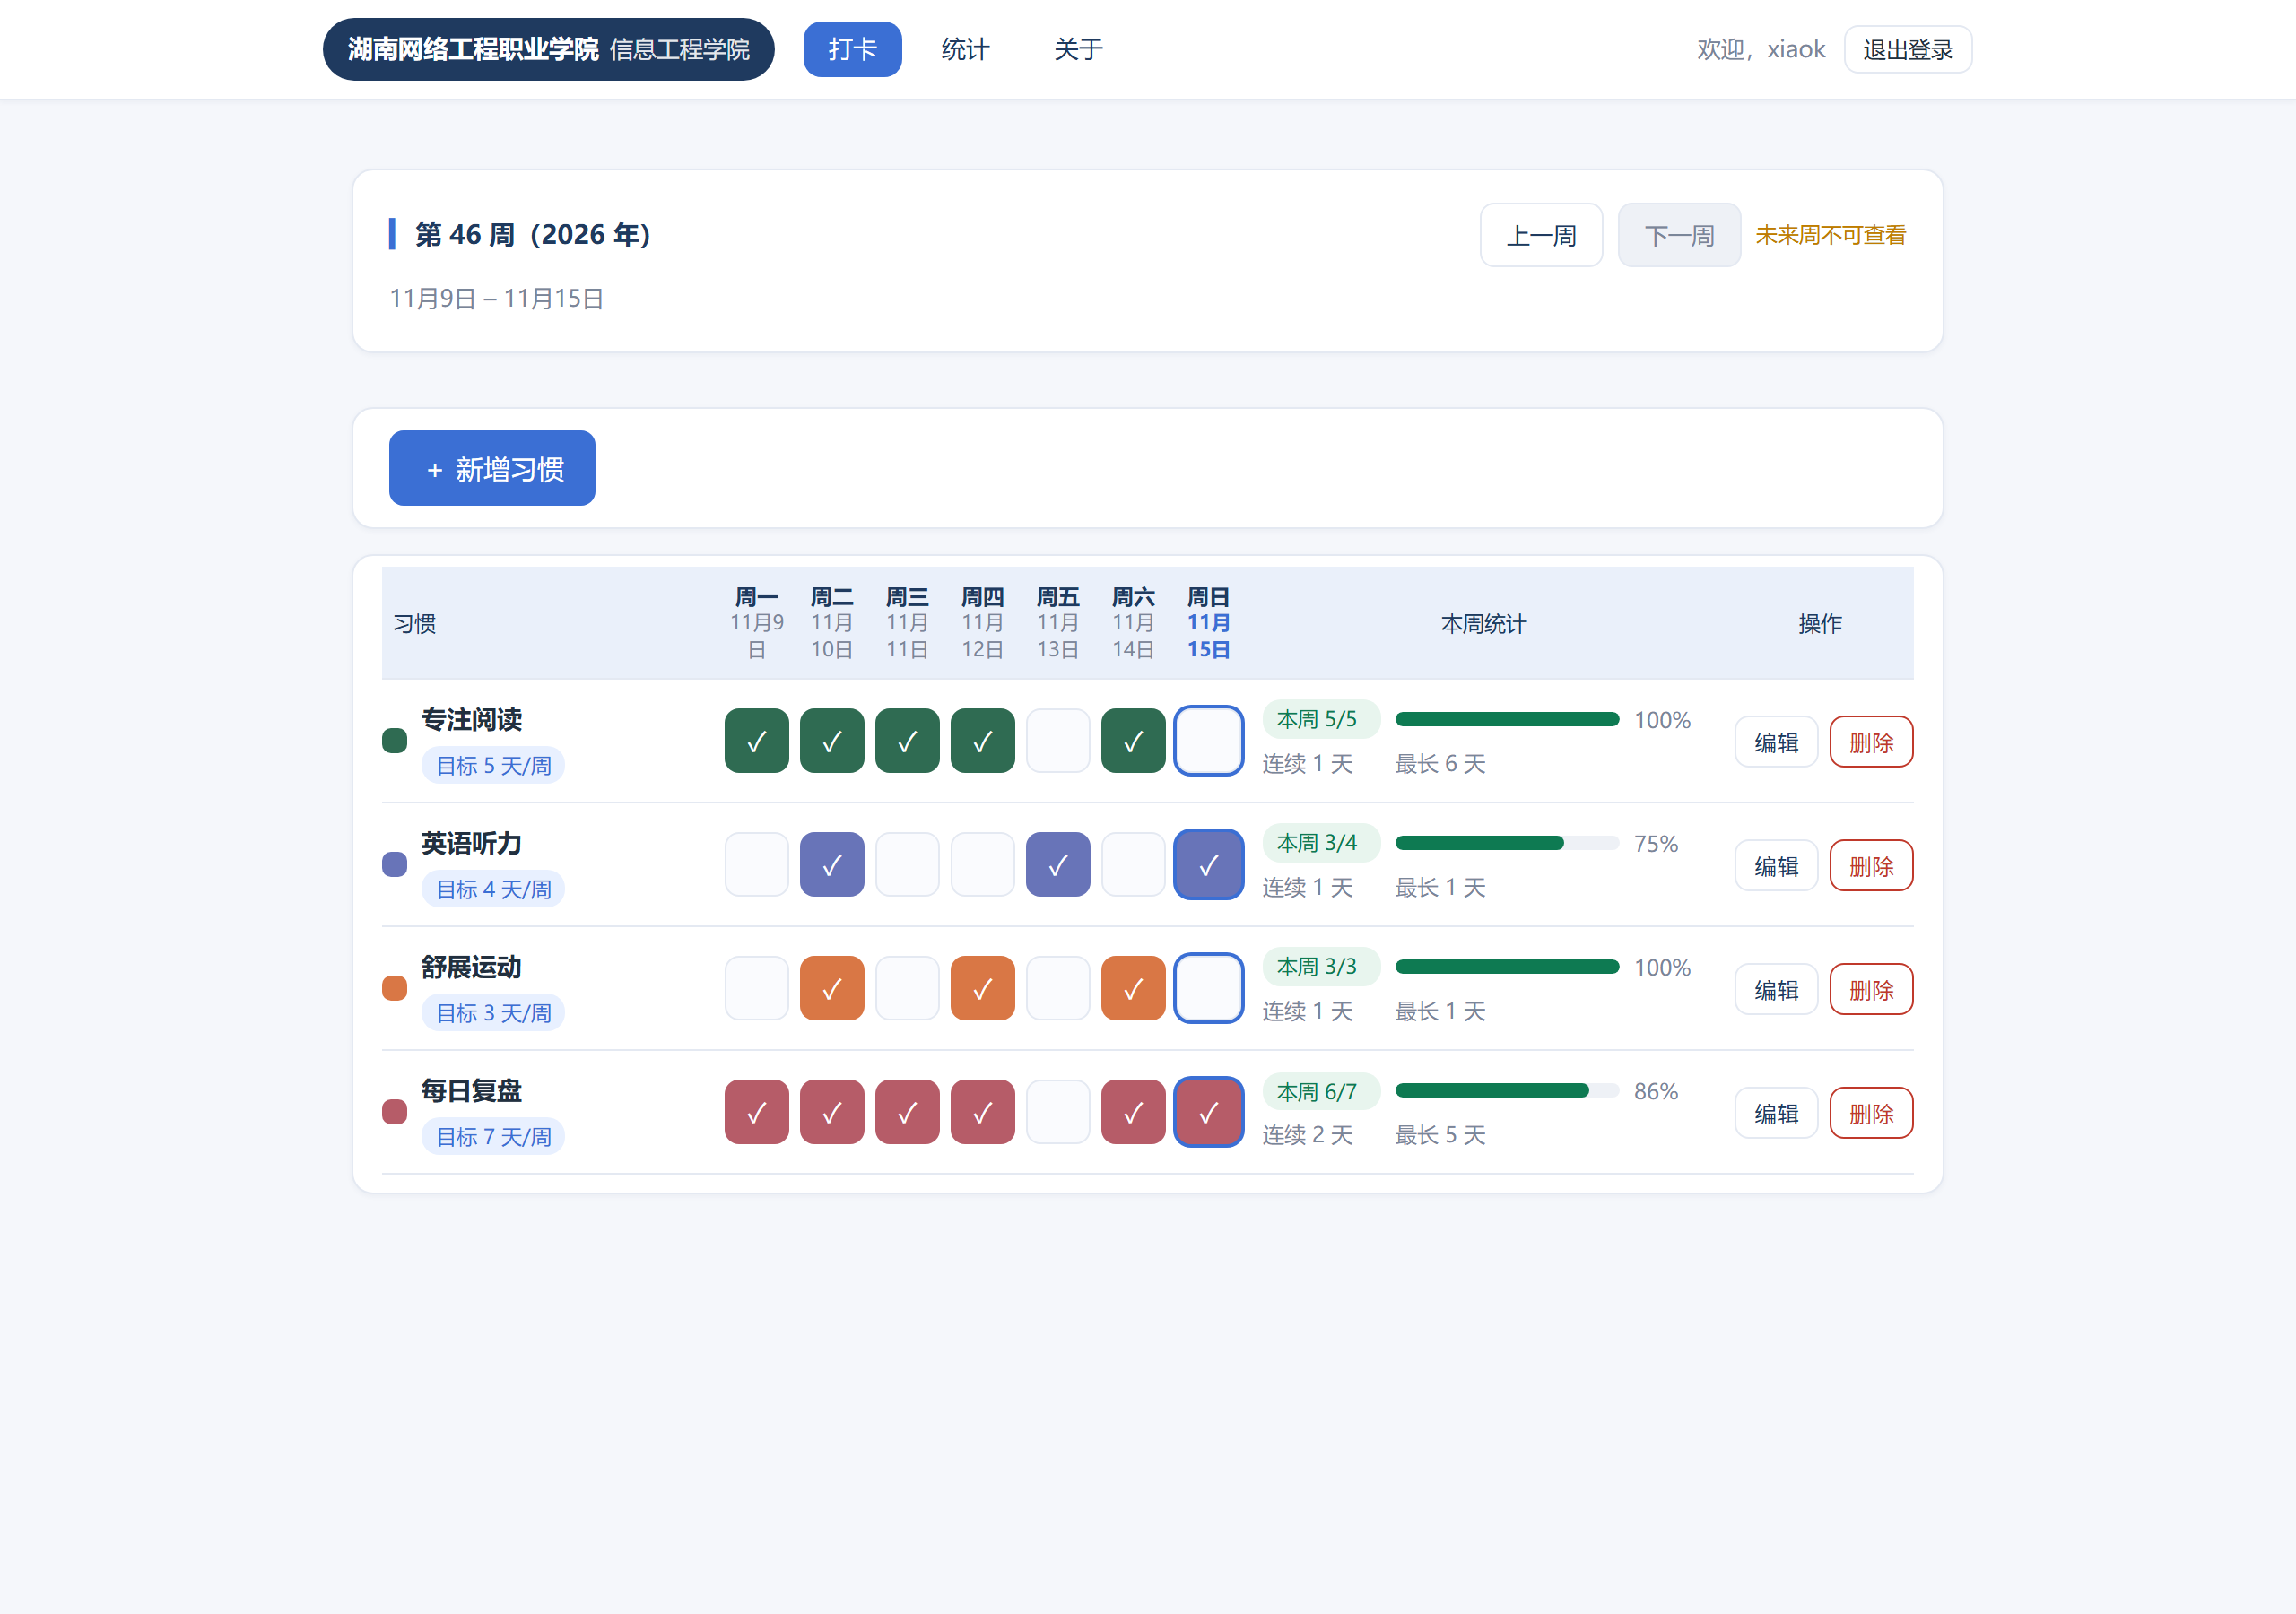 湖南网络工程职业学院 信息工程学院 打卡 统计 关于 欢迎，xiaok 退出登录
第 46 周（2026 年） 上一周 下一周 未来周不可查看
11月9日 – 11月15日
+ 新增习惯
习惯 周一 11月9日 周二 11月10日 周三 11月11日 周四 11月12日 周五 11月13日 周六 11月14日 周日 11月15日 本周统计 操作
专注阅读 ✓ ✓ ✓ ✓ ✓ 本周 5/5 100% 编辑 删除
目标 5 天/周 连续 1 天 最长 6 天
英语听力 ✓ ✓ ✓ 本周 3/4 75% 编辑 删除
目标 4 天/周 连续 1 天 最长 1 天
舒展运动 ✓ ✓ ✓ 本周 3/3 100% 编辑 删除
目标 3 天/周 连续 1 天 最长 1 天
每日复盘 ✓ ✓ ✓ ✓ ✓ ✓ 本周 6/7 86% 编辑 删除
目标 7 天/周 连续 2 天 最长 5 天